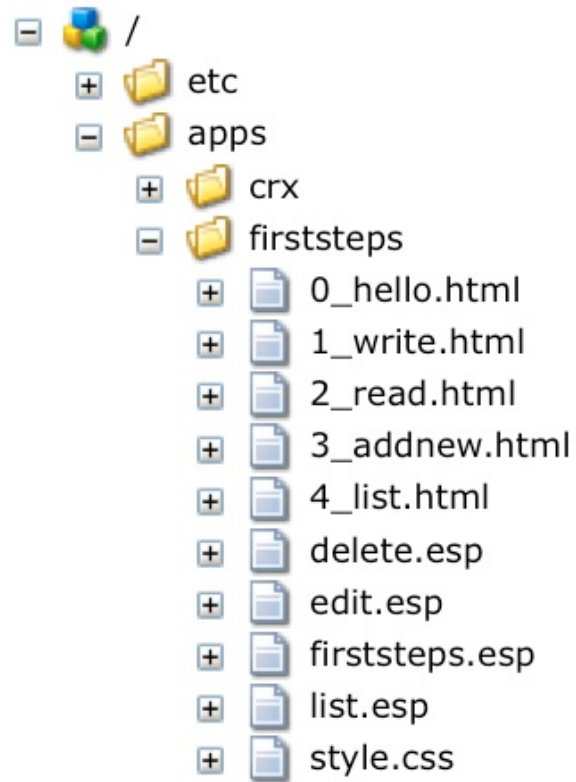 /
etc
apps
crx
firststeps
0_hello.html
1_write.html
2_read.html
3_addnew.html
4_list.html
delete.esp
edit.esp
firststeps.esp
list.esp
style.css